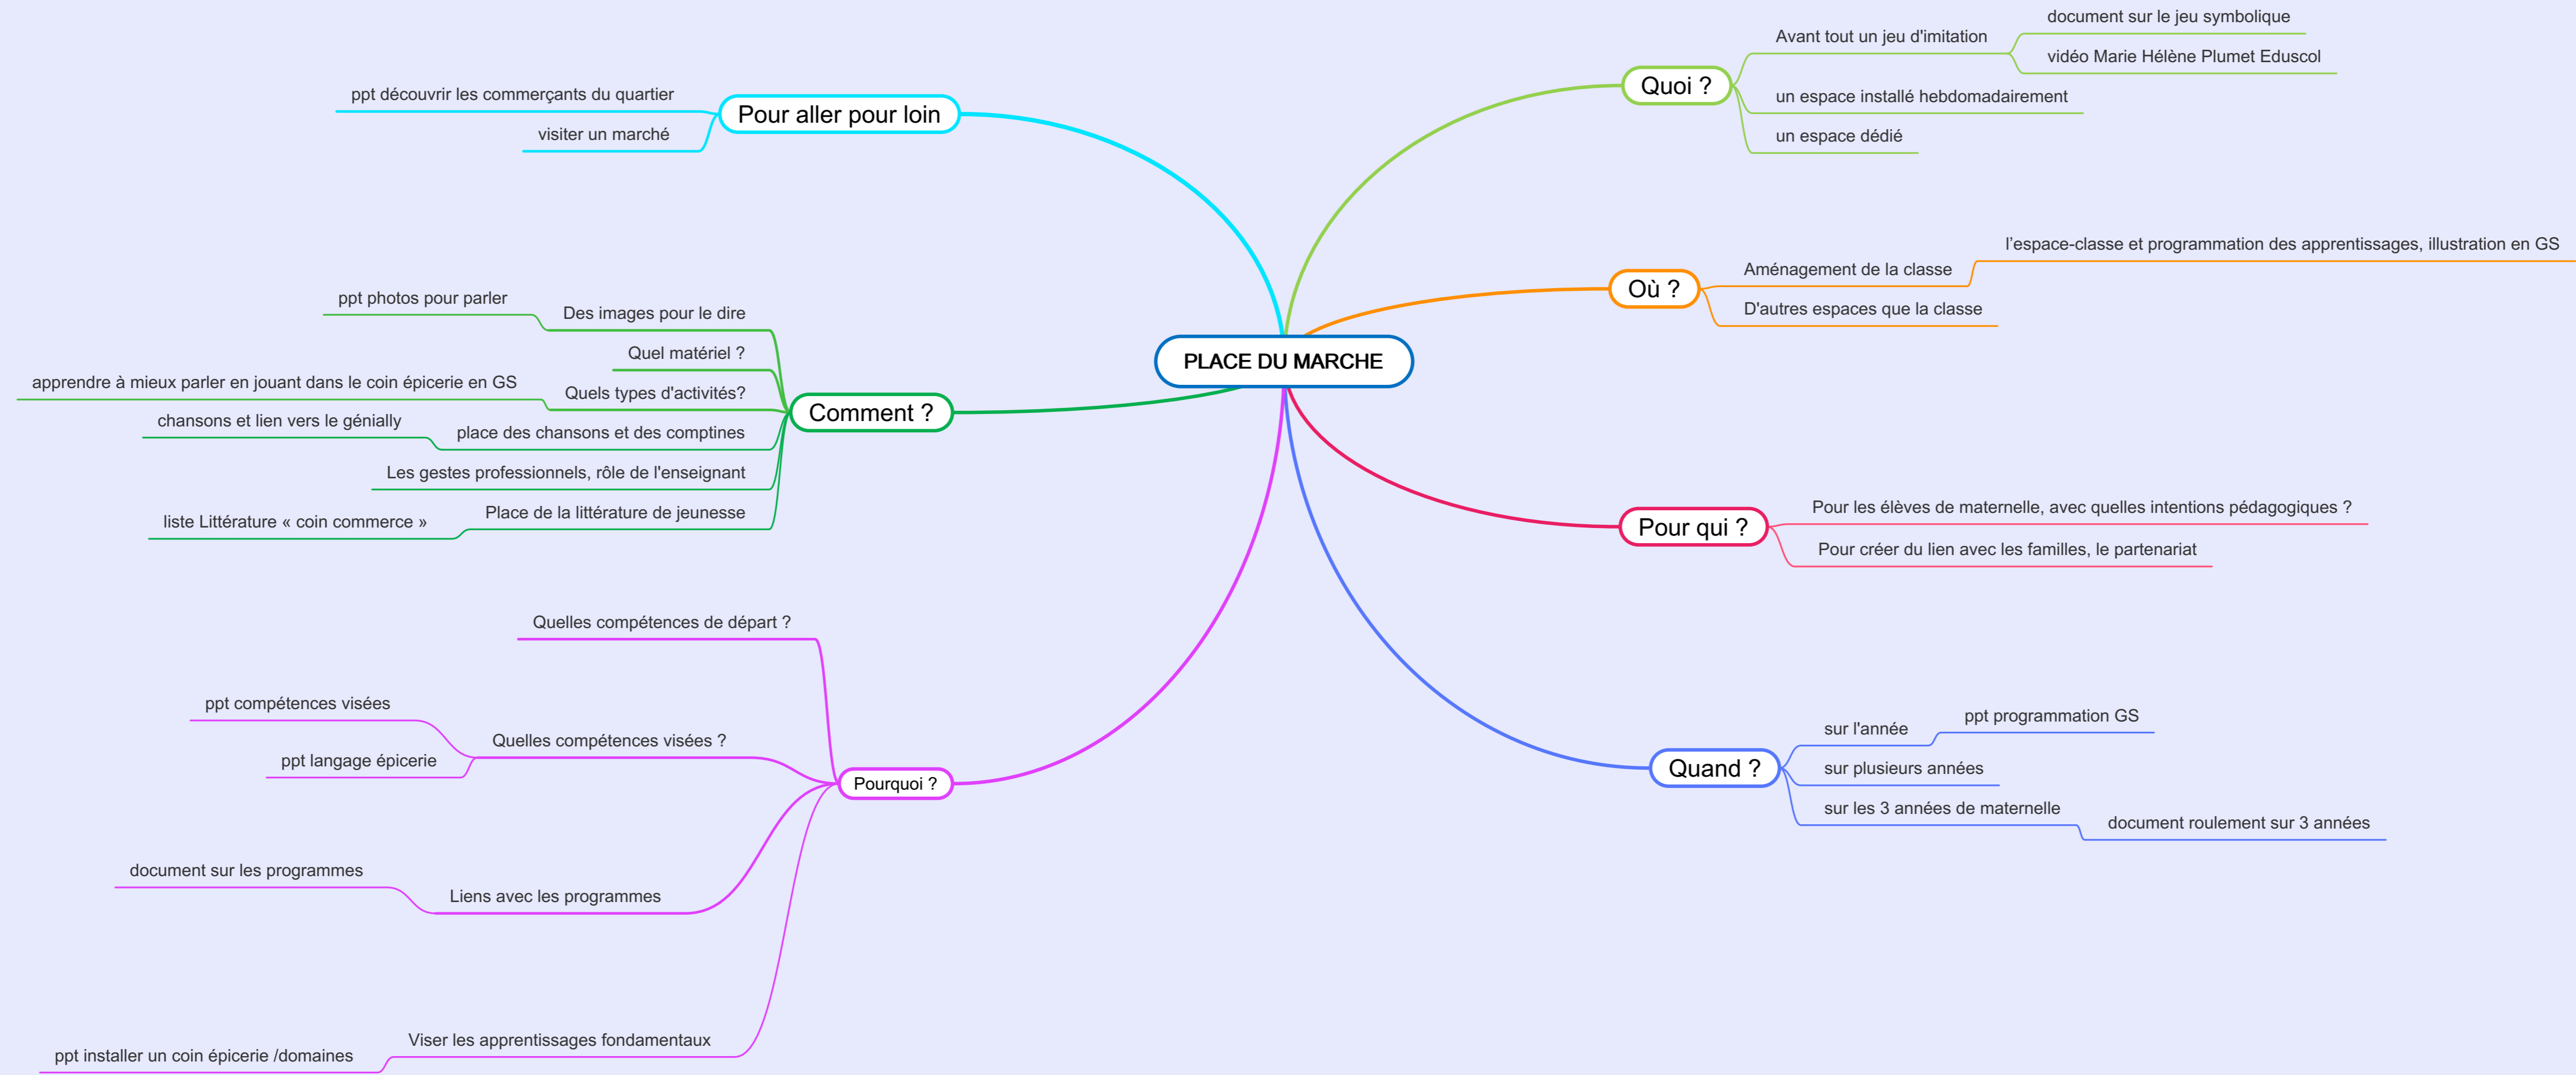 PLACE DU MARCHE
Quoi ?
Avant tout un jeu d'imitation
document sur le jeu symbolique
vidéo Marie Hélène Plumet Eduscol
un espace installé hebdomadairement
un espace dédié
Où ?
Aménagement de la classe
l'espace-classe et programmation des apprentissages, illustration en GS
D'autres espaces que la classe
Pour qui ?
Pour les élèves de maternelle, avec quelles intentions pédagogiques ?
Pour créer du lien avec les familles, le partenariat
Quand ?
sur l'année
ppt programmation GS
sur plusieurs années
sur les 3 années de maternelle
document roulement sur 3 années
Pour aller pour loin
ppt découvrir les commerçants du quartier
visiter un marché
Comment ?
Des images pour le dire
ppt photos pour parler
Quel matériel ?
Quels types d'activités?
apprendre à mieux parler en jouant dans le coin épicerie en GS
place des chansons et des comptines
chansons et lien vers le génially
Les gestes professionnels, rôle de l'enseignant
Place de la littérature de jeunesse
liste Littérature « coin commerce »
Pourquoi ?
Quelles compétences de départ ?
Quelles compétences visées ?
ppt compétences visées
ppt langage épicerie
Liens avec les programmes
document sur les programmes
Viser les apprentissages fondamentaux
ppt installer un coin épicerie /domaines